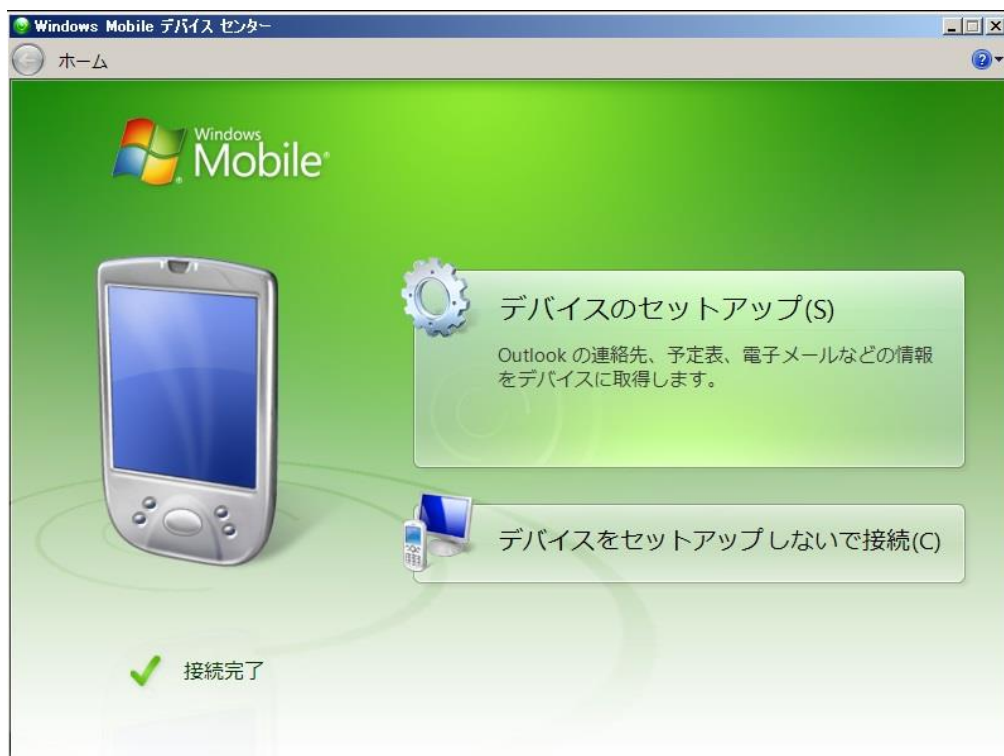 Windows Mobile デバイス センター
ホーム
Windows
Mobile®
デバイスのセットアップ(S)
Outlook の連絡先、予定表、電子メールなどの情報
をデバイスに取得します。
デバイスをセットアップしないで接続(C)
接続完了